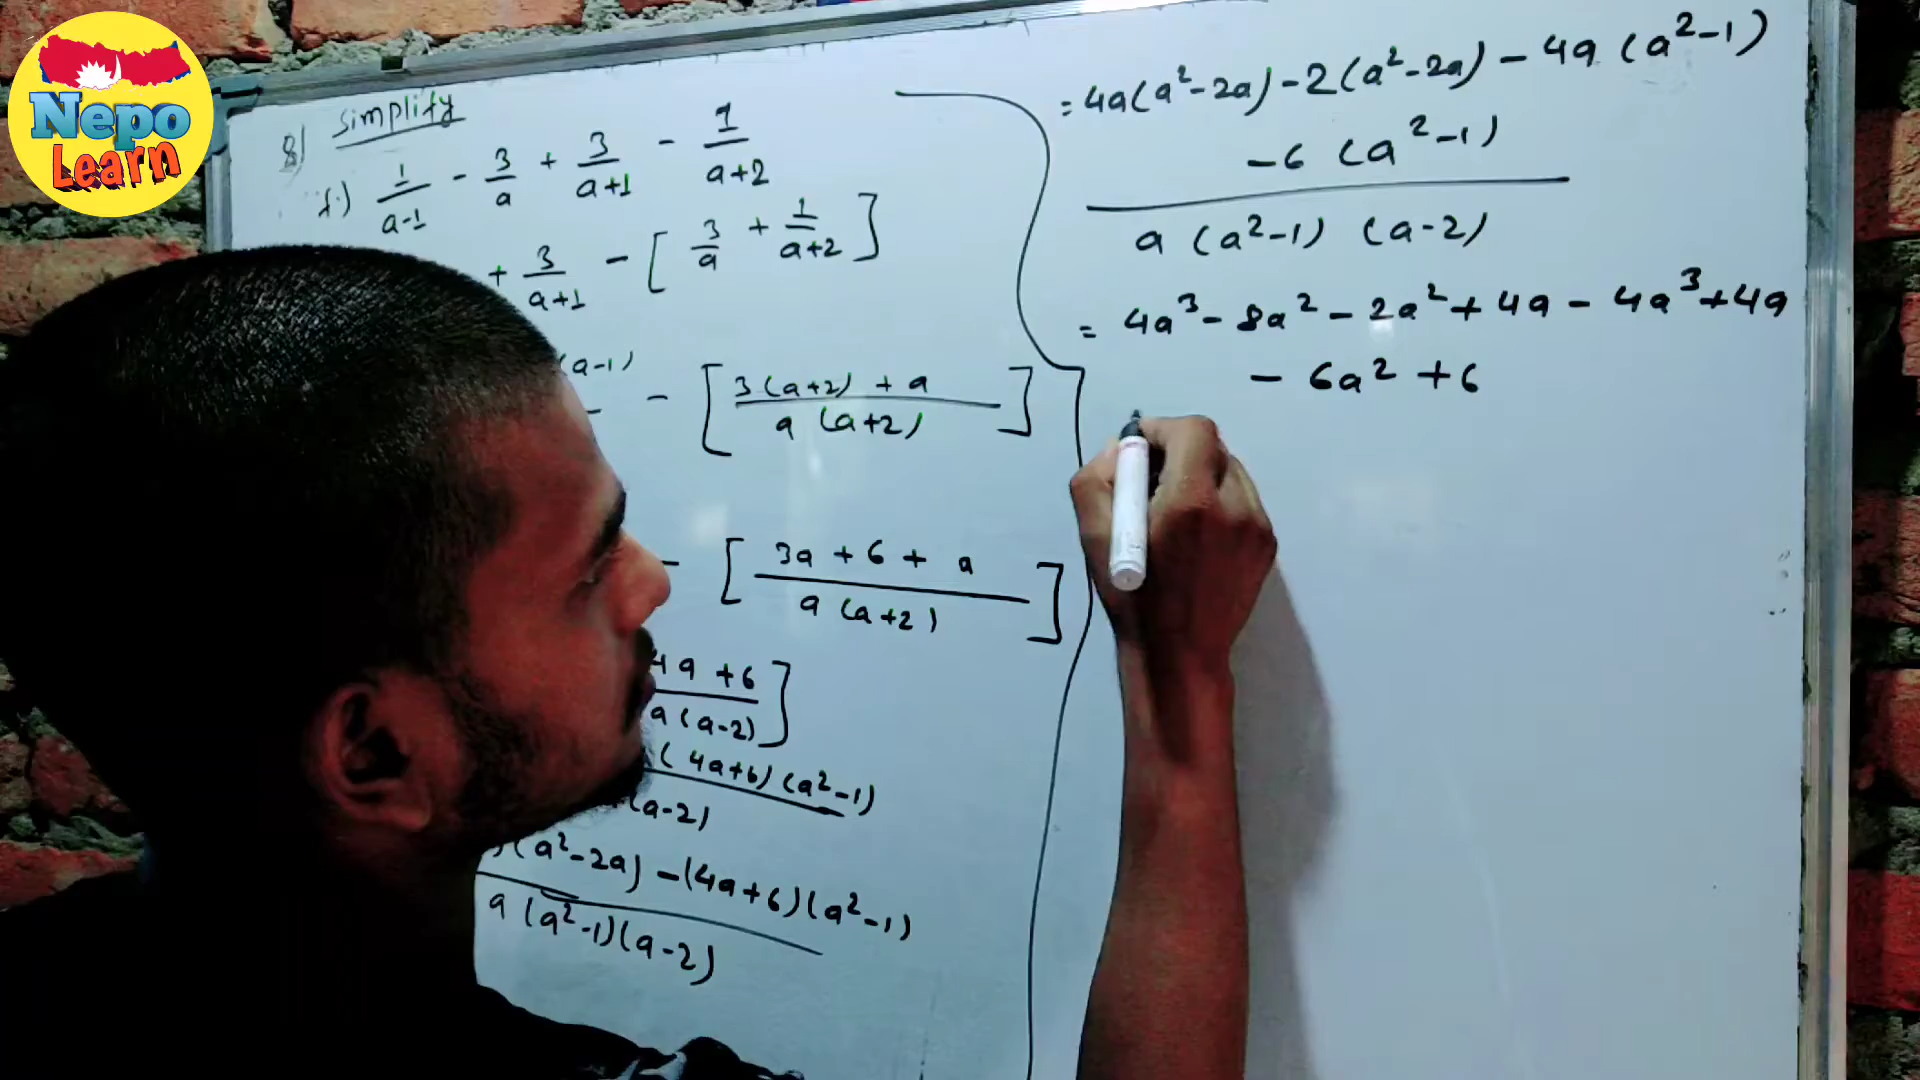 Nepo
Learn
8) Simplify
f.) 1/(a-1) - 3/a + 3/(a+1) - 1/(a+2)
+ 3/(a+1) - [3/a + 1/(a+2)]
(a-1) - [(3(a+2) + a)/(a (a+2))]
- [(3a + 6 + a)/(a (a+2))]
4a + 6/a(a-2)]
(4a+6)(a²-1)
(a-2)
(a²-2a) - (4a+6)(a²-1)
a (a²-1)(a-2)
= 4a(a²-2a) - 2(a²-2a) - 4a (a²-1)
- 6 (a²-1)
a (a²-1) (a-2)
= 4a³ - 8a² - 2a² + 4a - 4a³ + 4a
- 6a² + 6